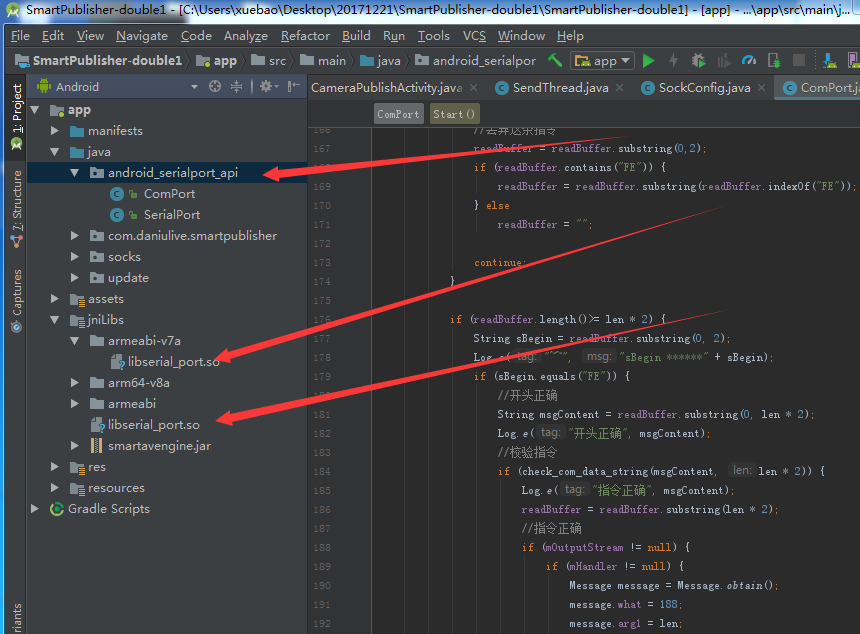 SmartPublisher-double1 - [C:\Users\xuebao\Desktop\20171221\SmartPublisher-double1\SmartPublisher-double1] - [app] - ...\app\src\main\j...
File Edit View Navigate Code Analyze Refactor Build Run Tools VCS Window Help
SmartPublisher-double1 app src main java android_serialpor app
1: Project
7: Structure
Captures
riants
Android
app
manifests
java
android_serialport_api
ComPort
SerialPort
com.daniulive.smartpublisher
socks
update
assets
jniLibs
armeabi-v7a
libserial_port.so
arm64-v8a
armeabi
libserial_port.so
smartavengine.jar
res
resources
Gradle Scripts
CameraPublishActivity.java SendThread.java SockConfig.java ComPort.j
ComPort Start()
166 //丢弃这条指令
167 readBuffer = readBuffer.substring(0,2);
168 if (readBuffer.contains("FE")) {
169 readBuffer = readBuffer.substring(readBuffer.indexOf("FE"));
170 } else
171 readBuffer = "";
172
173 continue;
174 }
175
176 if (readBuffer.length()>= len * 2) {
177 String sBegin = readBuffer.substring(0, 2);
178 Log.e( tag: "^^", msg: "sBegin ******" + sBegin);
179 if (sBegin.equals("FE")) {
180 //开头正确
181 String msgContent = readBuffer.substring(0, len * 2);
182 Log.e( tag: "开头正确", msgContent);
183 //校验指令
184 if (check_com_data_string(msgContent, len: len * 2)) {
185 Log.e( tag: "指令正确", msgContent);
186 readBuffer = readBuffer.substring(len * 2);
187 //指令正确
188 if (mOutputStream != null) {
189 if (mHandler != null) {
190 Message message = Message.obtain();
191 message.what = 188;
192 message.arg1 = len;